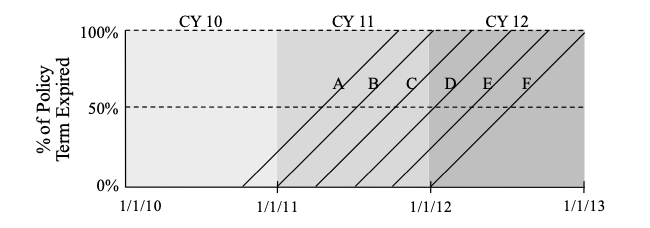 CY 10 CY 11 CY 12
100%
% of Policy
Term Expired
A B C D E F
50%
0%
1/1/10 1/1/11 1/1/12 1/1/13